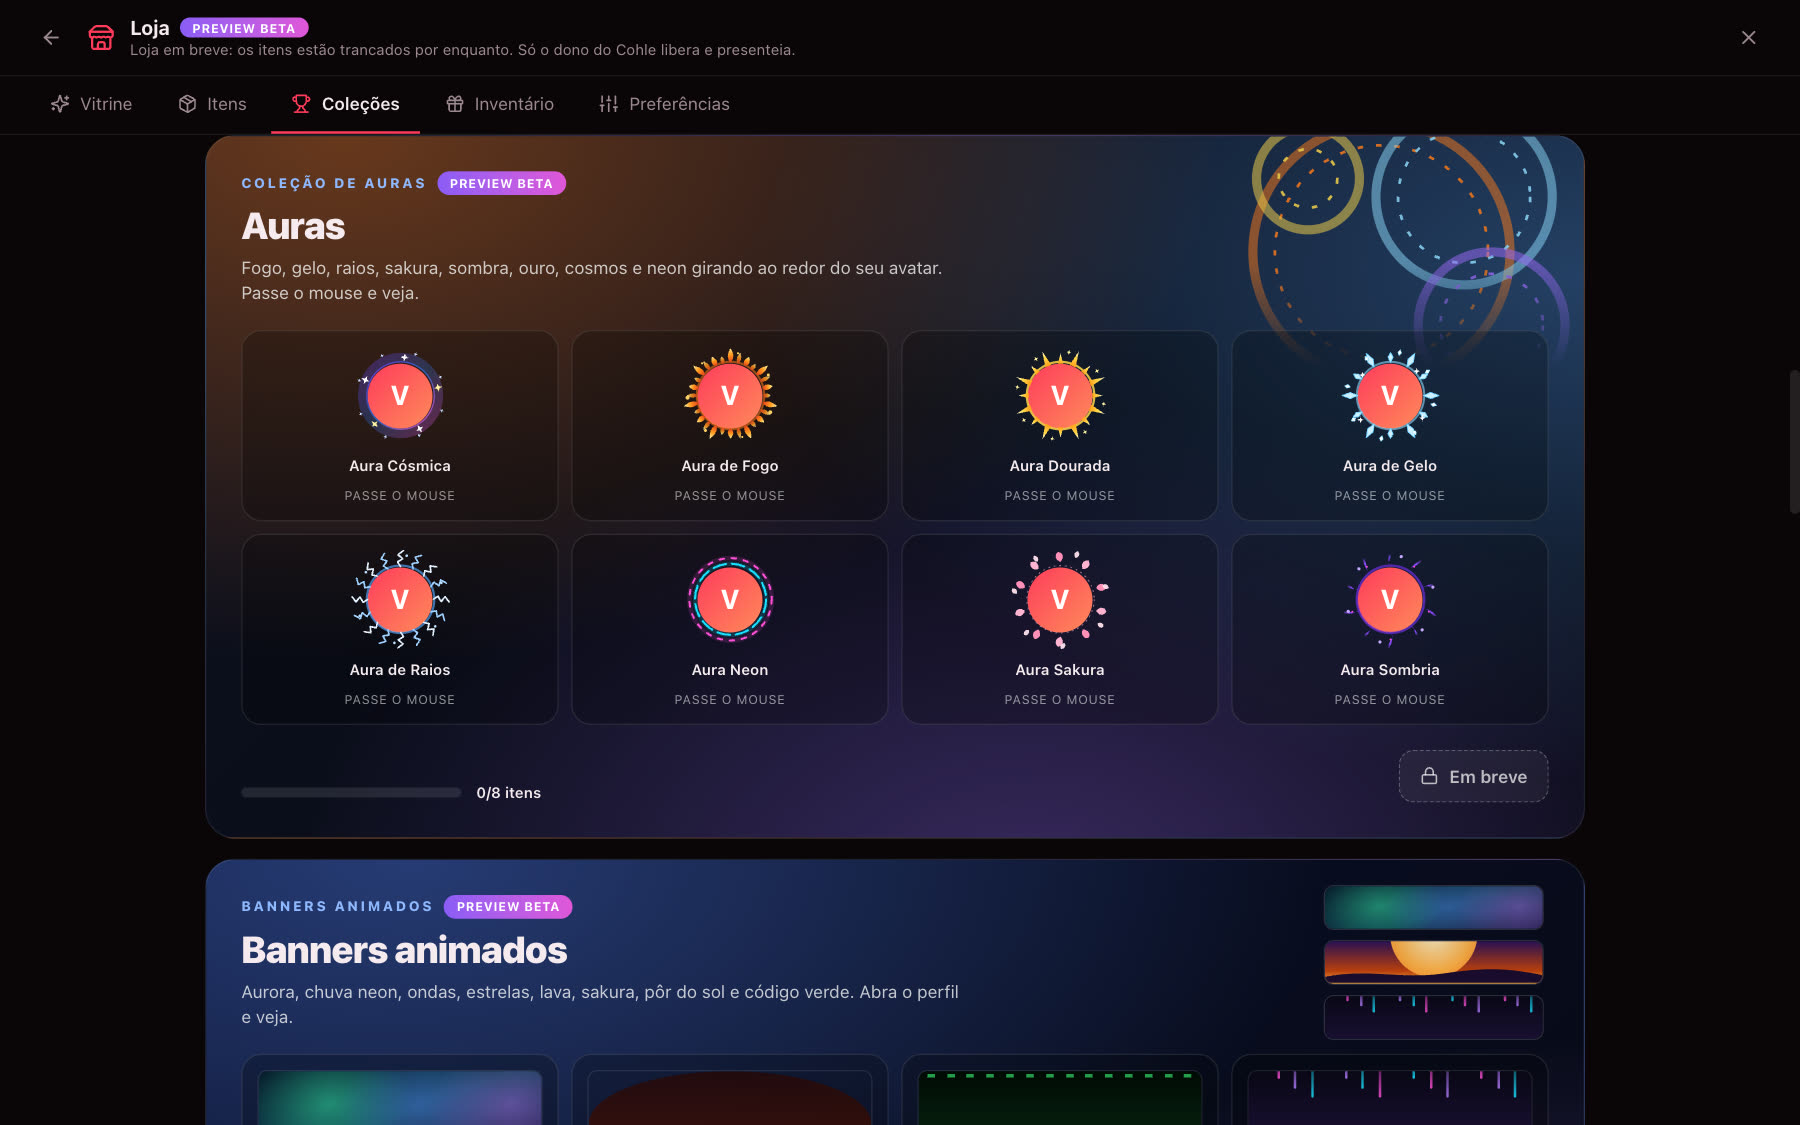 Loja
PREVIEW BETA
Loja em breve: os itens estão trancados por enquanto. Só o dono do Cohle libera e presenteia.
Vitrine
Itens
Coleções
Inventário
Preferências
COLEÇÃO DE AURAS
PREVIEW BETA
Auras
Fogo, gelo, raios, sakura, sombra, ouro, cosmos e neon girando ao redor do seu avatar.
Passe o mouse e veja.
V
Aura Cósmica
PASSE O MOUSE
V
Aura de Fogo
PASSE O MOUSE
V
Aura Dourada
PASSE O MOUSE
V
Aura de Gelo
PASSE O MOUSE
V
Aura de Raios
PASSE O MOUSE
V
Aura Neon
PASSE O MOUSE
V
Aura Sakura
PASSE O MOUSE
V
Aura Sombria
PASSE O MOUSE
0/8 itens
Em breve
BANNERS ANIMADOS
PREVIEW BETA
Banners animados
Aurora, chuva neon, ondas, estrelas, lava, sakura, pôr do sol e código verde. Abra o perfil
e veja.